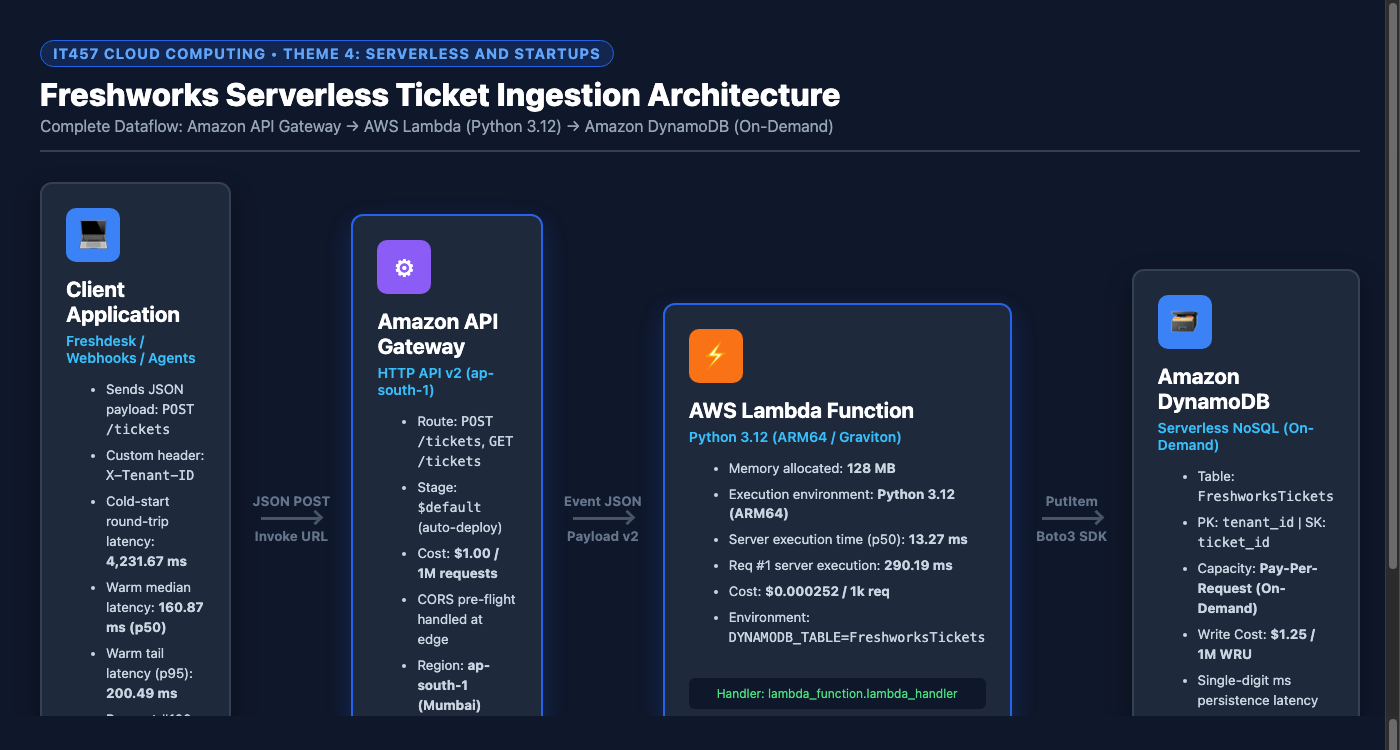 IT457 CLOUD COMPUTING • THEME 4: SERVERLESS AND STARTUPS
Freshworks Serverless Ticket Ingestion Architecture
Complete Dataflow: Amazon API Gateway → AWS Lambda (Python 3.12) → Amazon DynamoDB (On-Demand)
Client
Application
Freshdesk /
Webhooks / Agents
• Sends JSON
payload: POST
/tickets
• Custom header:
X-Tenant-ID
• Cold-start
round-trip
latency:
4,231.67 ms
• Warm median
latency: 160.87
ms (p50)
• Warm tail
latency (p95):
200.49 ms
JSON POST
Invoke URL
Amazon API
Gateway
HTTP API v2 (ap-
south-1)
• Route: POST
/tickets, GET
/tickets
• Stage:
$default
(auto-deploy)
• Cost: $1.00 /
1M requests
• CORS pre-flight
handled at
edge
• Region: ap-
south-1
(Mumbai)
Event JSON
Payload v2
AWS Lambda Function
Python 3.12 (ARM64 / Graviton)
• Memory allocated: 128 MB
• Execution environment: Python 3.12
(ARM64)
• Server execution time (p50): 13.27 ms
• Req #1 server execution: 290.19 ms
• Cost: $0.000252 / 1k req
• Environment:
DYNAMODB_TABLE=FreshworksTickets
Handler: lambda_function.lambda_handler
PutItem
Boto3 SDK
Amazon
DynamoDB
Serverless NoSQL (On-
Demand)
• Table:
FreshworksTickets
• PK: tenant_id | SK:
ticket_id
• Capacity: Pay-Per-
Request (On-
Demand)
• Write Cost: $1.25 /
1M WRU
• Single-digit ms
persistence latency